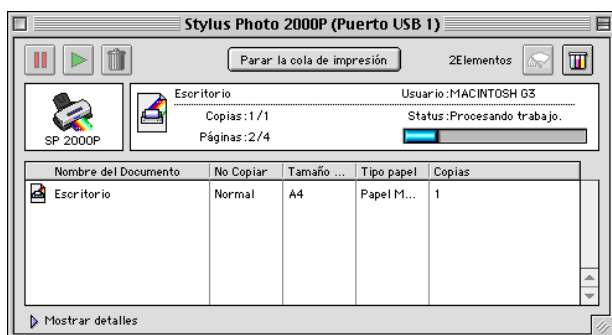 Stylus Photo 2000P (Puerto USB 1)
Parar la cola de impresión
2Elementos
SP 2000P
Escritorio Usuario:MACINTOSH G3
Copias:1/1 Status:Procesando trabajo.
Páginas:2/4
Nombre del Documento No Copiar Tamaño ... Tipo papel Copias
Escritorio Normal A4 Papel M... 1
Mostrar detalles